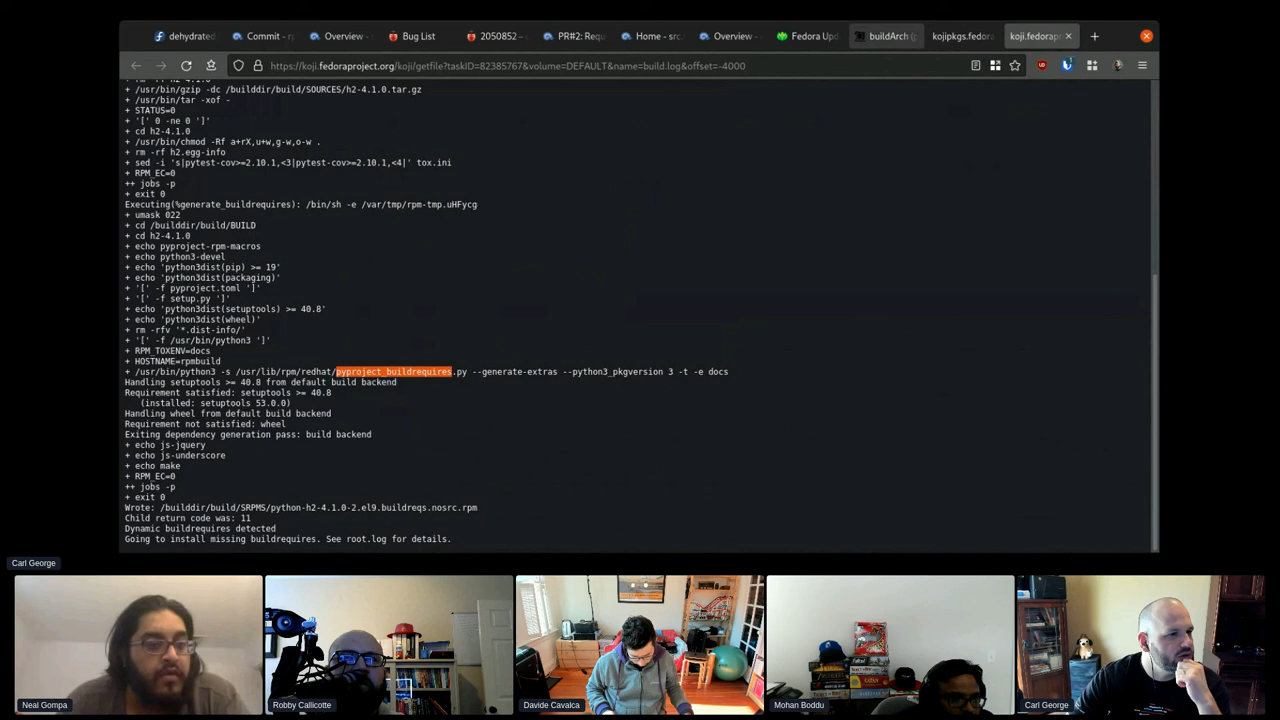 dehydrated
Commit - rp
Overview -
Bug List
2050852 –
PR#2: Requ
Home - src.
Overview -
Fedora Upd
buildArch (p
kojipkgs.fedora
koji.fedorapr
https://koji.fedoraproject.org/koji/getfile?taskID=82385767&volume=DEFAULT&name=build.log&offset=-4000
+ /usr/bin/gzip -dc /builddir/build/SOURCES/h2-4.1.0.tar.gz
+ /usr/bin/tar -xof -
+ STATUS=0
+ '[' 0 -ne 0 ']'
+ cd h2-4.1.0
+ /usr/bin/chmod -Rf a+rX,u+w,g-w,o-w .
+ rm -rf h2.egg-info
+ sed -i 's|pytest-cov>=2.10.1,<3|pytest-cov>=2.10.1,<4|' tox.ini
+ RPM_EC=0
++ jobs -p
+ exit 0
Executing(%generate_buildrequires): /bin/sh -e /var/tmp/rpm-tmp.uHFycg
+ umask 022
+ cd /builddir/build/BUILD
+ cd h2-4.1.0
+ echo pyproject-rpm-macros
+ echo python3-devel
+ echo 'python3dist(pip) >= 19'
+ echo 'python3dist(packaging)'
+ '[' -f pyproject.toml ']'
+ '[' -f setup.py ']'
+ echo 'python3dist(setuptools) >= 40.8'
+ echo 'python3dist(wheel)'
+ rm -rfv '*.dist-info/'
+ '[' -f /usr/bin/python3 ']'
+ RPM_TOXENV=docs
+ HOSTNAME=rpmbuild
+ /usr/bin/python3 -s /usr/lib/rpm/redhat/pyproject_buildrequires.py --generate-extras --python3_pkgversion 3 -t -e docs
Handling setuptools >= 40.8 from default build backend
Requirement satisfied: setuptools >= 40.8
(installed: setuptools 53.0.0)
Handling wheel from default build backend
Requirement not satisfied: wheel
Exiting dependency generation pass: build backend
+ echo js-jquery
+ echo js-underscore
+ echo make
+ RPM_EC=0
++ jobs -p
+ exit 0
Wrote: /builddir/build/SRPMS/python-h2-4.1.0-2.el9.buildreqs.nosrc.rpm
Child return code was: 11
Dynamic buildrequires detected
Going to install missing buildrequires. See root.log for details.
Carl George
Neal Gompa
Robby Callicotte
Davide Cavalca
Mohan Boddu
Carl George